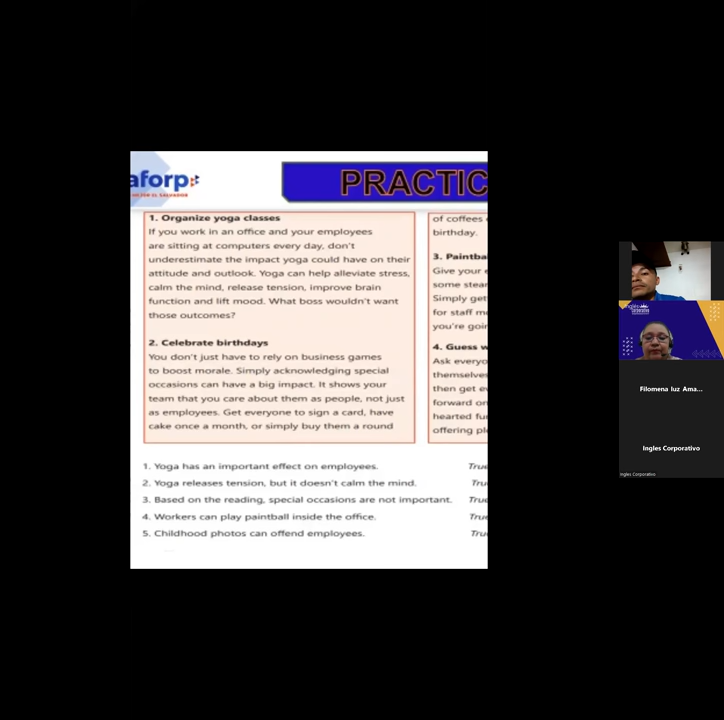 aforp
PRACTIC
1. Organize yoga classes
If you work in an office and your employees
are sitting at computers every day, don't
underestimate the impact yoga could have on their
attitude and outlook. Yoga can help alleviate stress,
calm the mind, release tension, improve brain
function and lift mood. What boss wouldn't want
those outcomes?
2. Celebrate birthdays
You don't just have to rely on business games
to boost morale. Simply acknowledging special
occasions can have a big impact. It shows your
team that you care about them as people, not just
as employees. Get everyone to sign a card, have
cake once a month, or simply buy them a round
of coffees
birthday.
3. Paintba
Give your e
some stear
Simply get
for staff m
you're goin
4. Guess w
Ask everyo
themselves
then get e
forward on
hearted fu
offering pl
1. Yoga has an important effect on employees. True
2. Yoga releases tension, but it doesn't calm the mind. Tru
3. Based on the reading, special occasions are not important. True
4. Workers can play paintball inside the office. True
5. Childhood photos can offend employees. Tru
Filomena luz Ama...
Ingles Corporativo
Ingles Corporativo